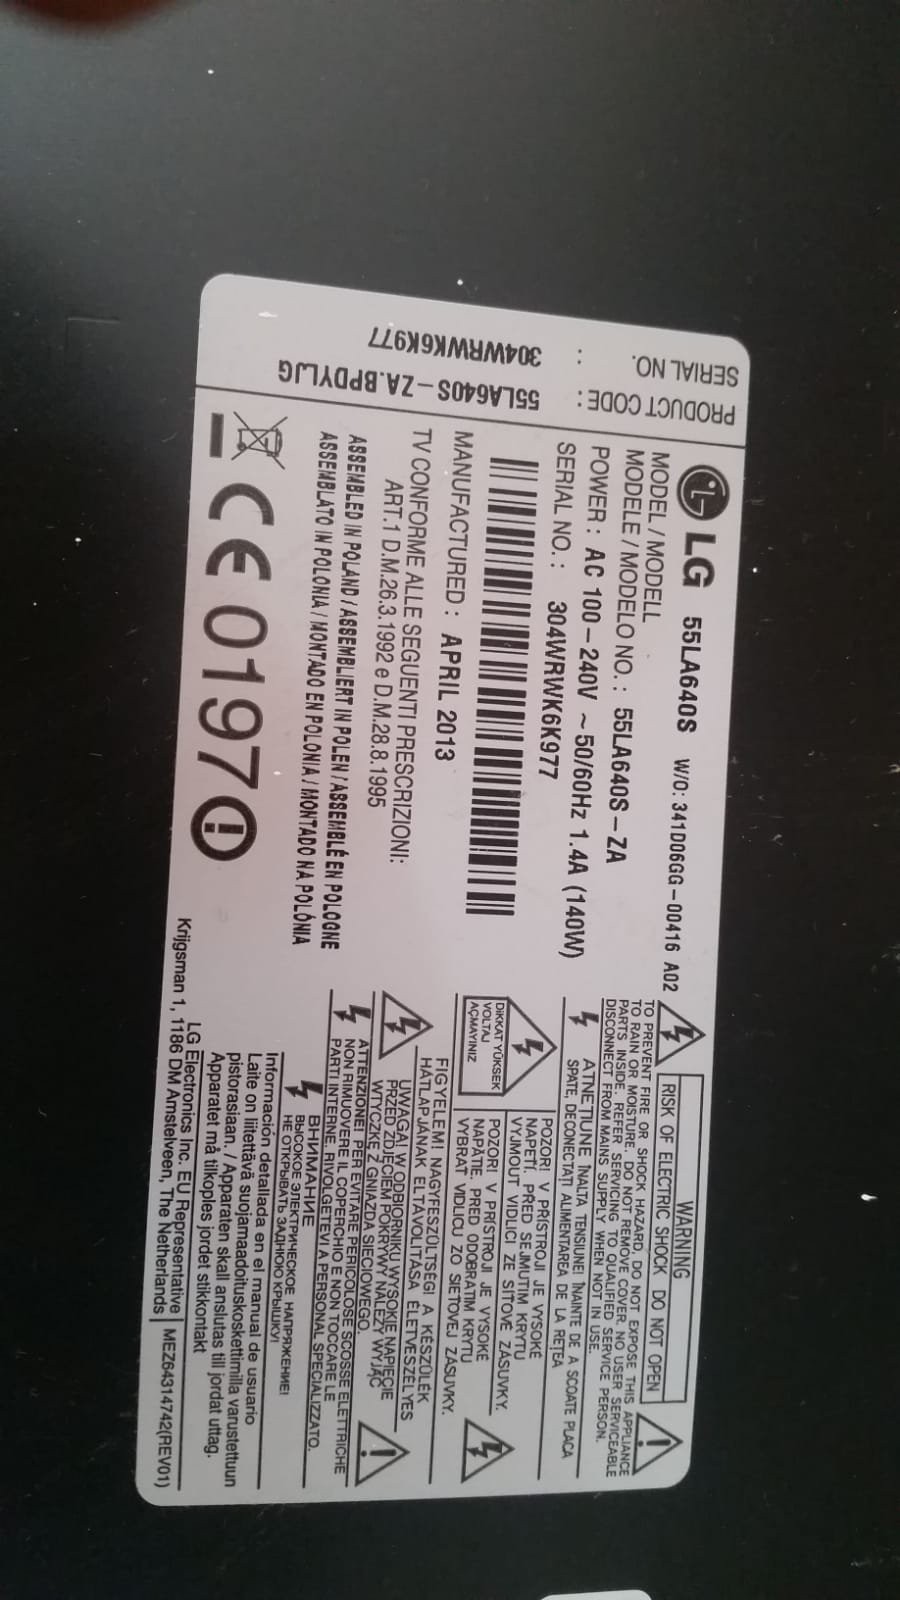 SERIAL NO. : 304WRWK6K977
PRODUCT CODE : 55LA640S-ZA.BPDYLJG
LG 55LA640S W/O: 341D06GG-00416 A02
MODEL / MODELL
MODELE / MODELO NO. : 55LA640S-ZA
POWER : AC 100-240V ~50/60Hz 1.4A (140W)
SERIAL NO. : 304WRWK6K977
MANUFACTURED : APRIL 2013
TV CONFORME ALLE SEGUENTI PRESCRIZIONI:
ART.1 D.M.26.3.1992 e D.M.28.8.1995
ASSEMBLED IN POLAND / ASSEMBLIERT IN POLEN / ASSEMBLÉ EN POLOGNE
ASSEMBLATO IN POLONIA / MONTADO EN POLONIA / MONTADO NA POLÓNIA
CE 0197
WARNING
RISK OF ELECTRIC SHOCK DO NOT OPEN
TO PREVENT FIRE OR SHOCK HAZARD, DO NOT EXPOSE THIS APPLIANCE
TO RAIN OR MOISTURE. DO NOT REMOVE COVER. NO USER SERVICEABLE
PARTS INSIDE. REFER SERVICING TO QUALIFIED SERVICE PERSON.
DISCONNECT FROM MAINS SUPPLY WHEN NOT IN USE.
ATNEŢIUNE ÎNALTA TENSIUNE! ÎNAINTE DE A SCOATE PLACA
SPATE, DECONECTAŢI ALIMENTAREA DE LA REŢEA
DIKKAT YÜKSEK
VOLTAJ
AÇMAYINIZ
POZOR! V PŘÍSTROJI JE VYSOKÉ
NAPĚTÍ. PŘED SEJMUTÍM KRYTU
VYJMOUT VIDLICI ZE SÍŤOVÉ ZÁSUVKY.
POZOR! V PRÍSTROJI JE VYSOKÉ
NAPÄTIE. PRED ODOBRATÍM KRYTU
VYBRAŤ VIDLICU ZO SIEŤOVEJ ZÁSUVKY.
FIGYELEM! NAGYFESZÜLTSÉG! A KÉSZÜLÉK
HÁTLAPJÁNAK ELTÁVOLÍTÁSA ÉLETVESZÉLYES
UWAGA! W ODBIORNIKU WYSOKIE NAPIĘCIE
PRZED ZDJĘCIEM POKRYWY NALEŻY WYJĄĆ
WTYCZKĘ Z GNIAZDA SIECIOWEGO.
ATTENZIONE! PER EVITARE PERICOLOSE SCOSSE ELETTRICHE
NON RIMUOVERE IL COPERCHIO E NON TOCCARE LE
PARTI INTERNE. RIVOLGETEVI A PERSONAL SPECIALIZZATO.
ВНИМАНИЕ
ВЫСОКОЕ ЭЛЕКТРИЧЕСКОЕ НАПРЯЖЕНИЕ!
НЕ ОТКРЫВАТЬ ЗАДНЮЮ КРЫШКУ!
Información detallada en el manual de usuario
Laite on liitettävä suojamaadoituskoskettimilla varustettuun
pistorasiaan. / Apparaten skall anslutas till jordat uttag.
Apparatet må tilkoples jordet stikkontakt
LG Electronics Inc. EU Representative
Krijgsman 1, 1186 DM Amstelveen, The Netherlands
MEZ64314742(REV01)